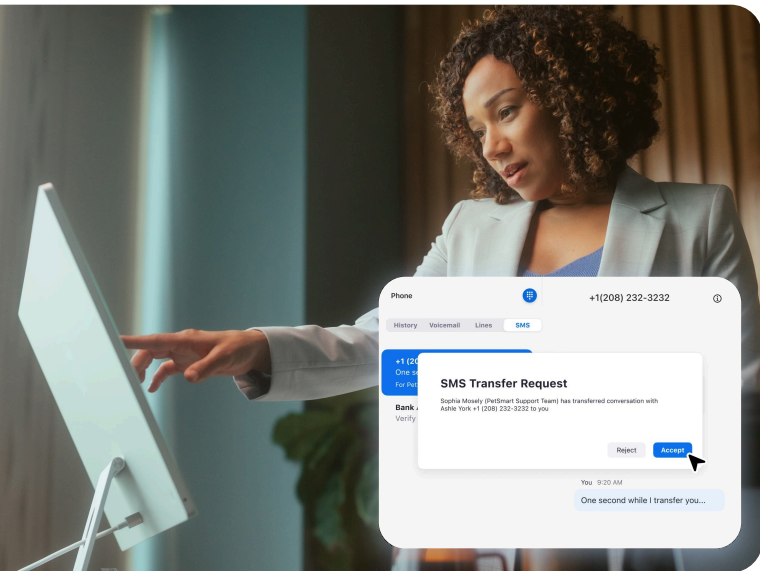 Phone
+1(208) 232-3232
History Voicemail Lines SMS
+1 (20
One se
For Pet
SMS Transfer Request
Sophia Mosely (PetSmart Support Team) has transferred conversation with
Ashle York +1 (208) 232-3232 to you
Bank
Verify
Reject Accept
You 9:20 AM
One second while I transfer you...